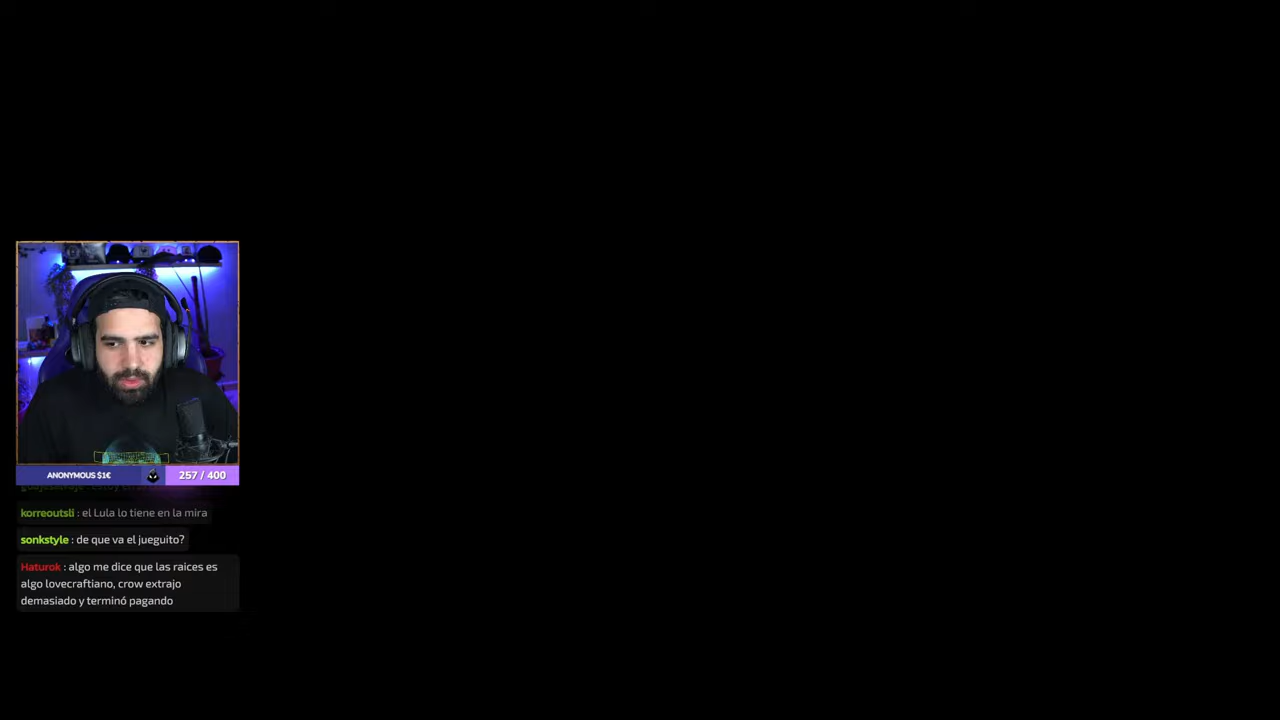 ANONYMOUS $1€
257 / 400
korreoutsli : el Lula lo tiene en la mira
sonkstyle : de que va el jueguito?
Haturok : algo me dice que las raices es
algo lovecraftiano, crow extrajo
demasiado y terminó pagando